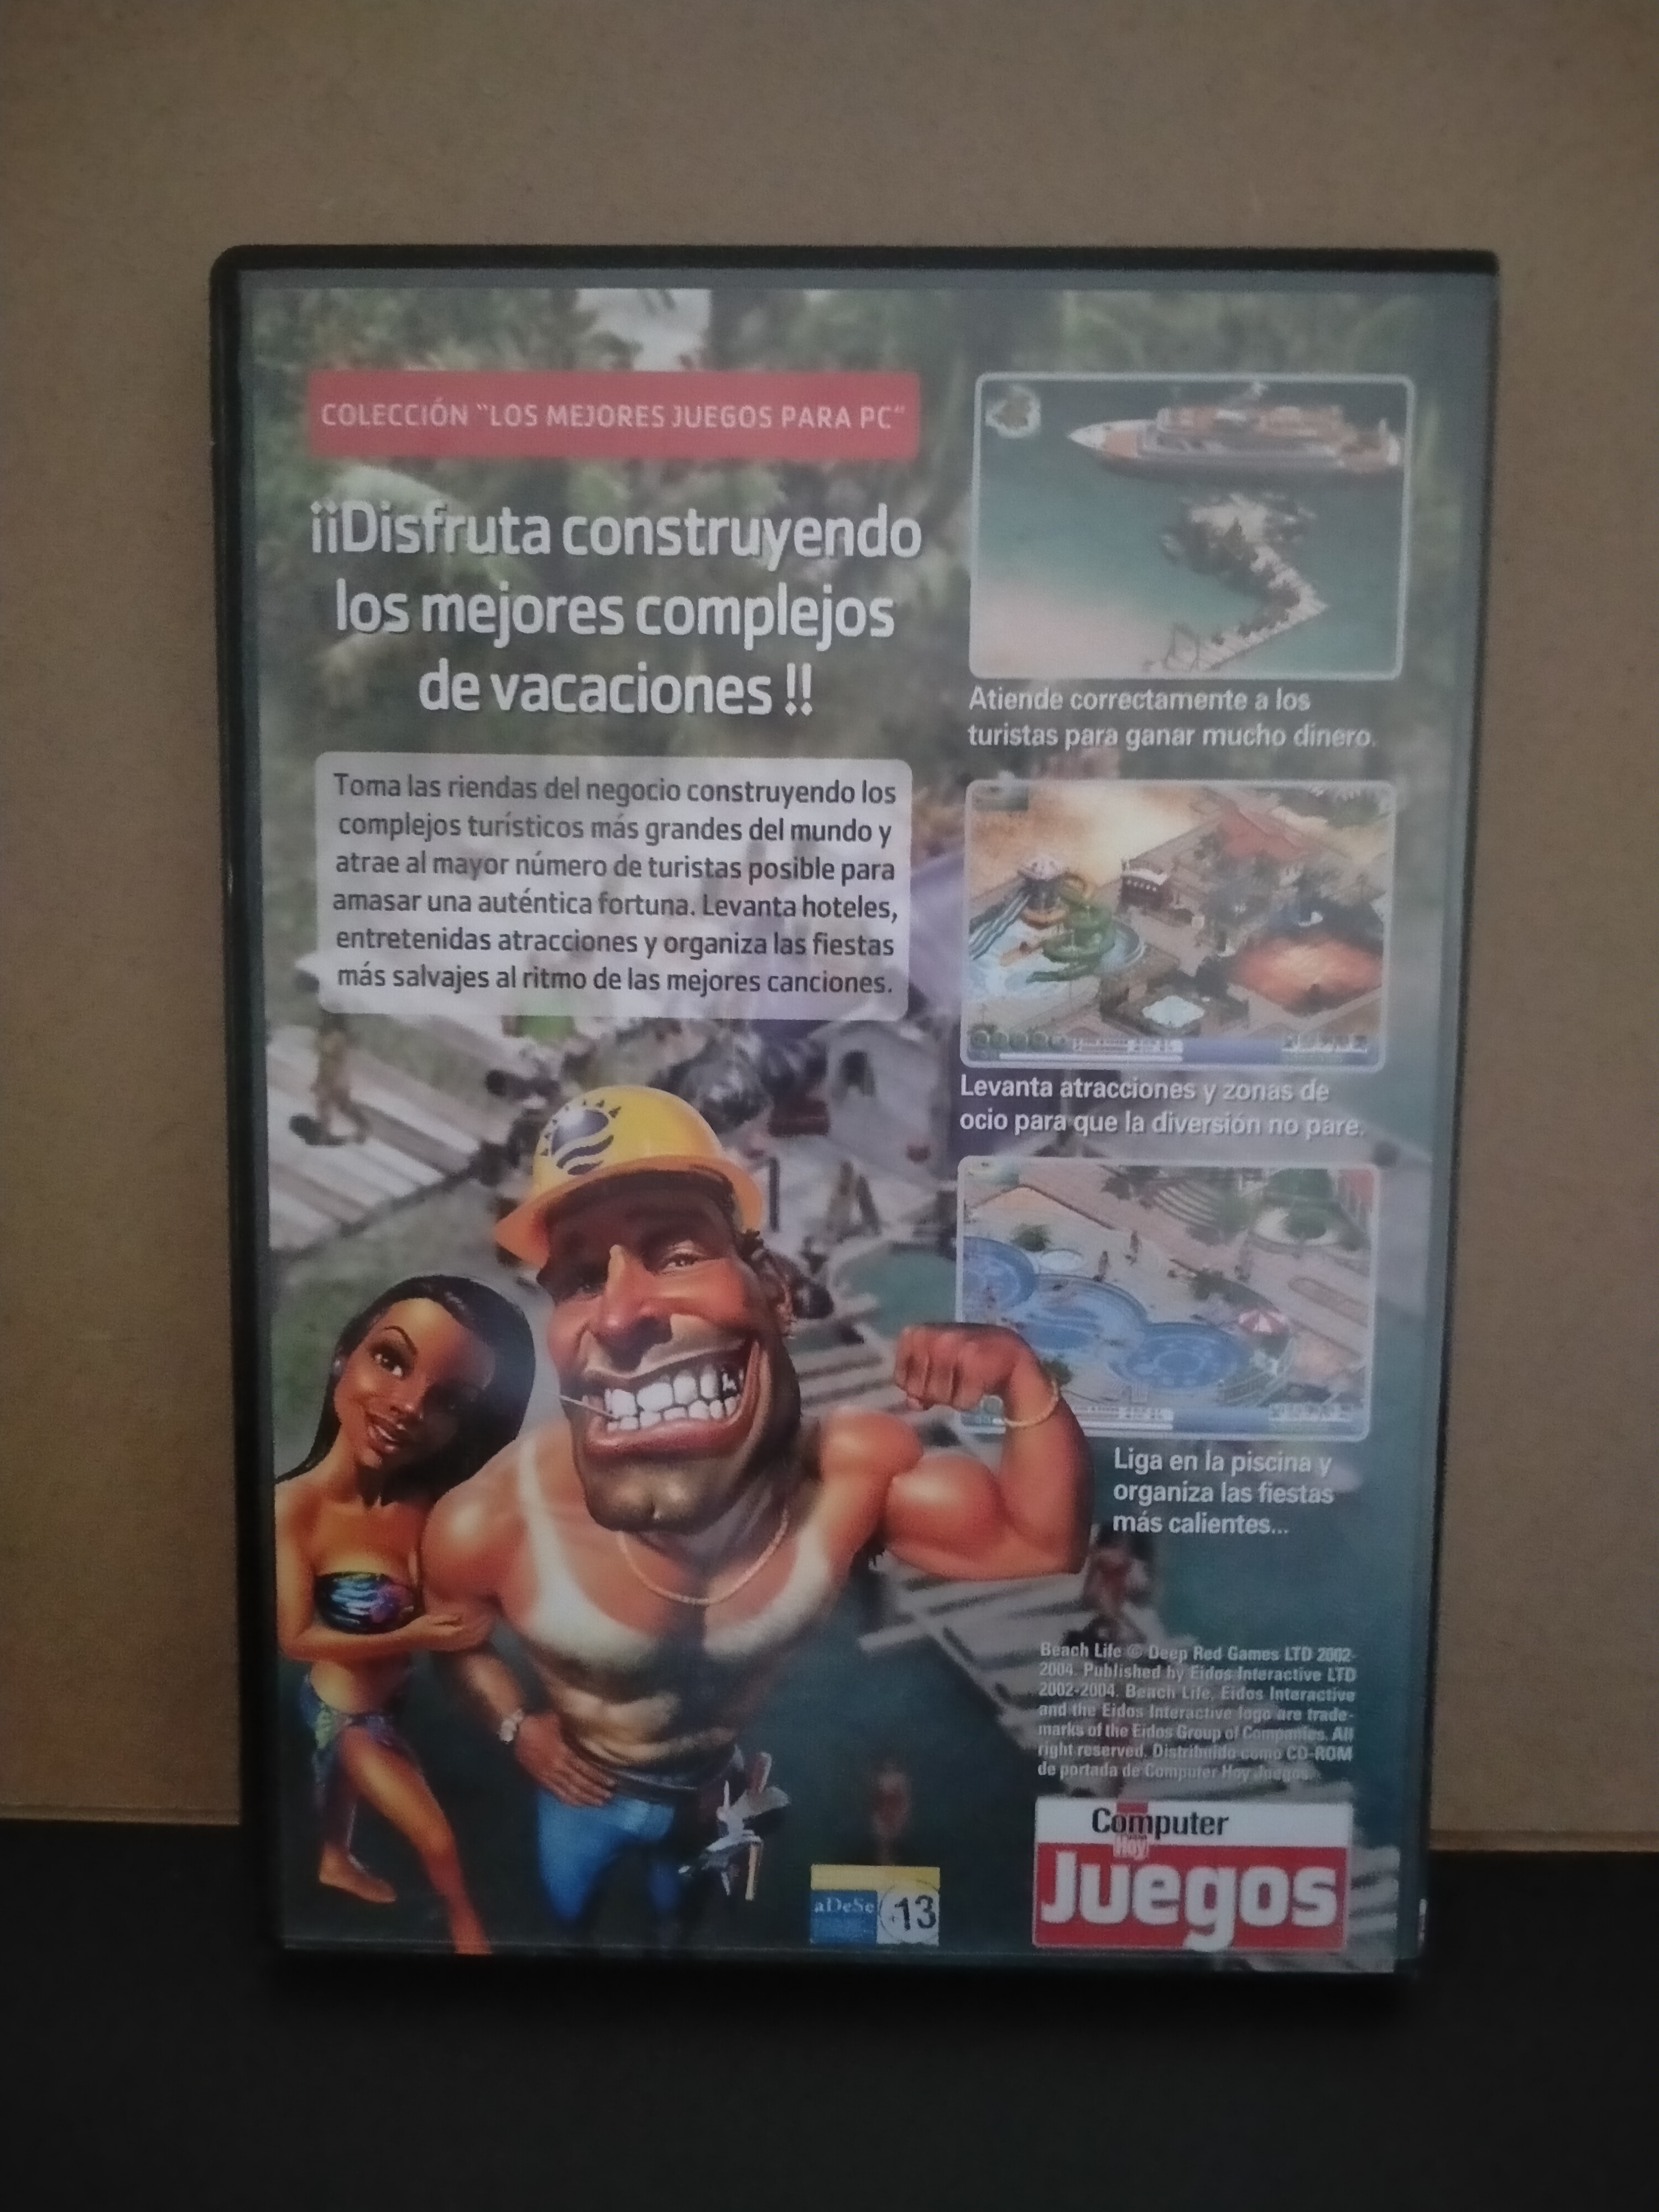 COLECCIÓN "LOS MEJORES JUEGOS PARA PC"
¡¡Disfruta construyendo
los mejores complejos
de vacaciones !!
Toma las riendas del negocio construyendo los
complejos turísticos más grandes del mundo y
atrae al mayor número de turistas posible para
amasar una auténtica fortuna. Levanta hoteles,
entretenidas atracciones y organiza las fiestas
más salvajes al ritmo de las mejores canciones.
Atiende correctamente a los
turistas para ganar mucho dinero.
Levanta atracciones y zonas de
ocio para que la diversión no pare.
Liga en la piscina y
organiza las fiestas
más calientes...
Beach Life © Deep Red Games LTD 2002-
2004. Published by Eidos Interactive LTD
2002-2004. Beach Life, Eidos Interactive
and the Eidos Interactive logo are trade-
marks of the Eidos Group of Companies. All
right reserved. Distribuido como CD-ROM
de portada de Computer Hoy Juegos.
aDeSe +13
Computer
Hoy
Juegos